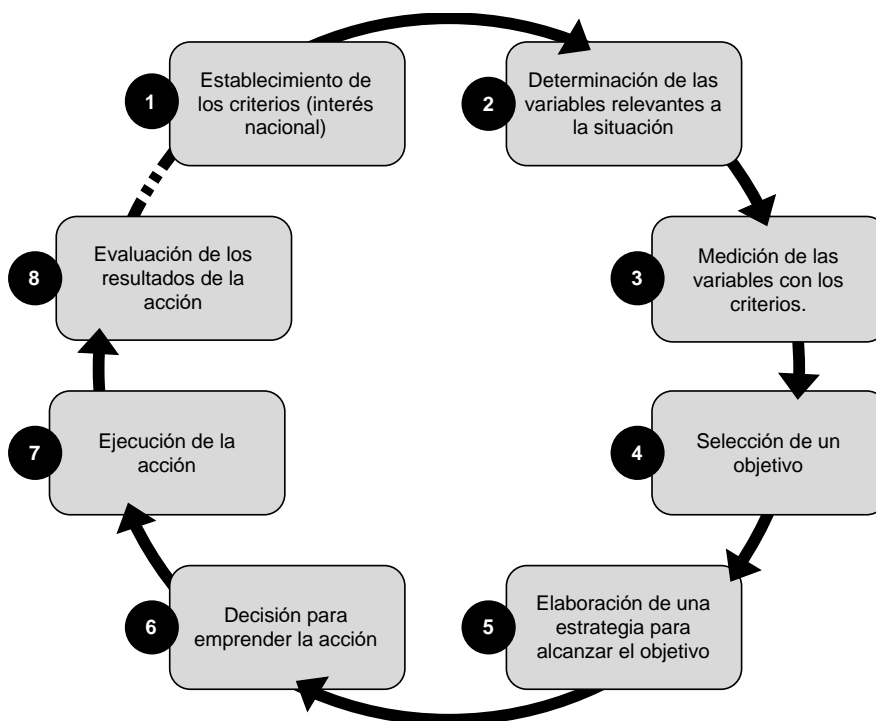 1
Establecimiento de
los criterios (interés
nacional)
2
Determinación de las
variables relevantes a
la situación
3
Medición de las
variables con los
criterios.
4
Selección de un
objetivo
5
Elaboración de una
estrategia para
alcanzar el objetivo
6
Decisión para
emprender la acción
7
Ejecución de la
acción
8
Evaluación de los
resultados de la
acción